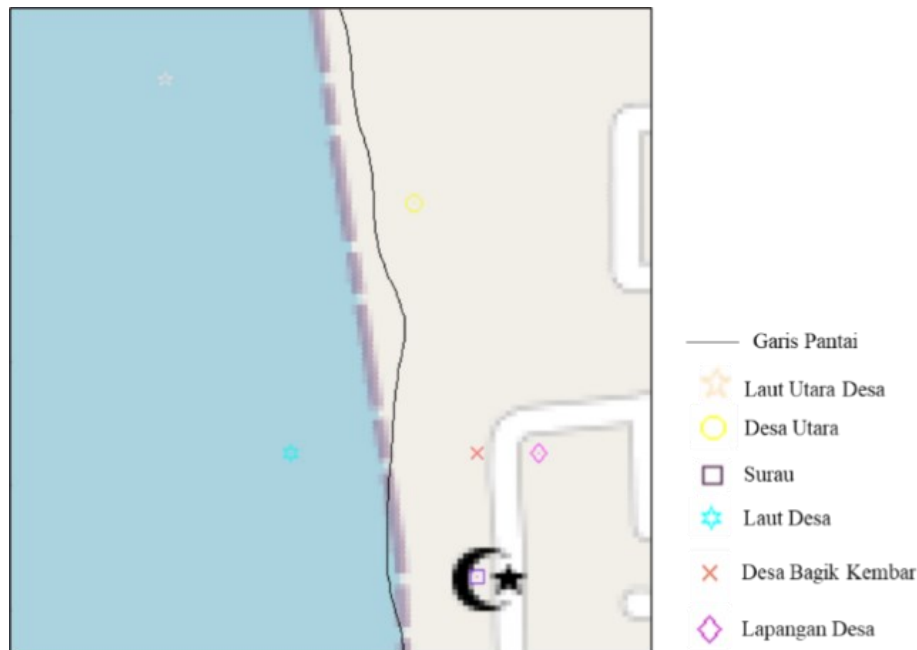 Garis Pantai
Laut Utara Desa
Desa Utara
Surau
Laut Desa
Desa Bagik Kembar
Lapangan Desa